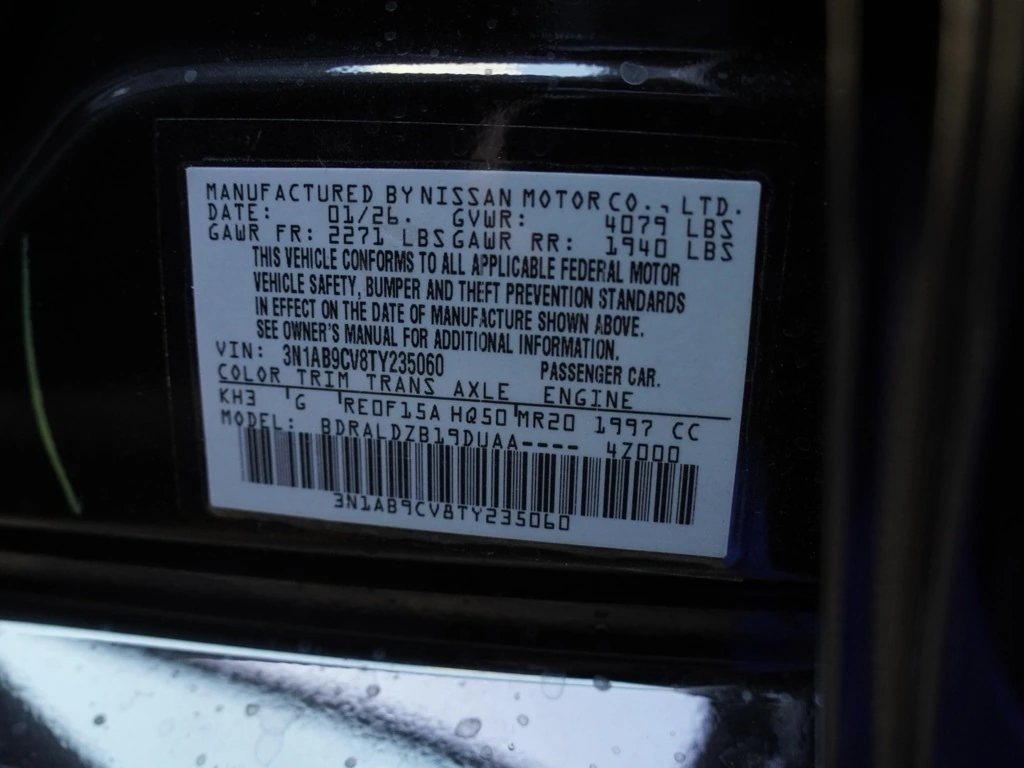 MANUFACTURED BY NISSAN MOTOR CO., LTD.
DATE: 01/26. GVWR: 4079 LBS
GAWR FR: 2271 LBS GAWR RR: 1940 LBS
THIS VEHICLE CONFORMS TO ALL APPLICABLE FEDERAL MOTOR
VEHICLE SAFETY, BUMPER AND THEFT PREVENTION STANDARDS
IN EFFECT ON THE DATE OF MANUFACTURE SHOWN ABOVE.
SEE OWNER'S MANUAL FOR ADDITIONAL INFORMATION.
VIN: 3N1AB9CV8TY235060 PASSENGER CAR.
COLOR TRIM TRANS AXLE ENGINE
KH3 G RE0F15A HQ50 MR20 1997 CC
MODEL: BDRALDZB19DUAA---- 4Z000
3N1AB9CV8TY235060